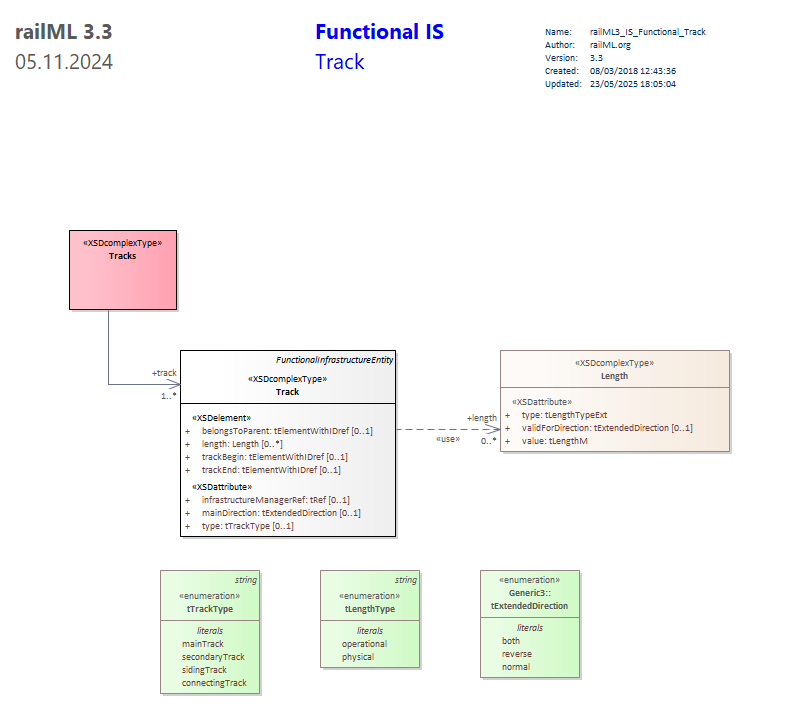 railML 3.3
05.11.2024
Functional IS
Track
Name: railML3_IS_Functional_Track
Author: railML.org
Version: 3.3
Created: 08/03/2018 12:43:36
Updated: 23/05/2025 18:05:04
«XSDcomplexType»
Tracks
+track
1..*
FunctionalInfrastructureEntity
«XSDcomplexType»
Track
«XSDelement»
+ belongsToParent: tElementWithIDref [0..1]
+ length: Length [0..*]
+ trackBegin: tElementWithIDref [0..1]
+ trackEnd: tElementWithIDref [0..1]
«XSDattribute»
+ infrastructureManagerRef: tRef [0..1]
+ mainDirection: tExtendedDirection [0..1]
+ type: tTrackType [0..1]
+length
«use»
0..*
«XSDcomplexType»
Length
«XSDattribute»
+ type: tLengthTypeExt
+ validForDirection: tExtendedDirection [0..1]
+ value: tLengthM
string
«enumeration»
tTrackType
literals
mainTrack
secondaryTrack
sidingTrack
connectingTrack
string
«enumeration»
tLengthType
literals
operational
physical
«enumeration»
Generic3::
tExtendedDirection
literals
both
reverse
normal